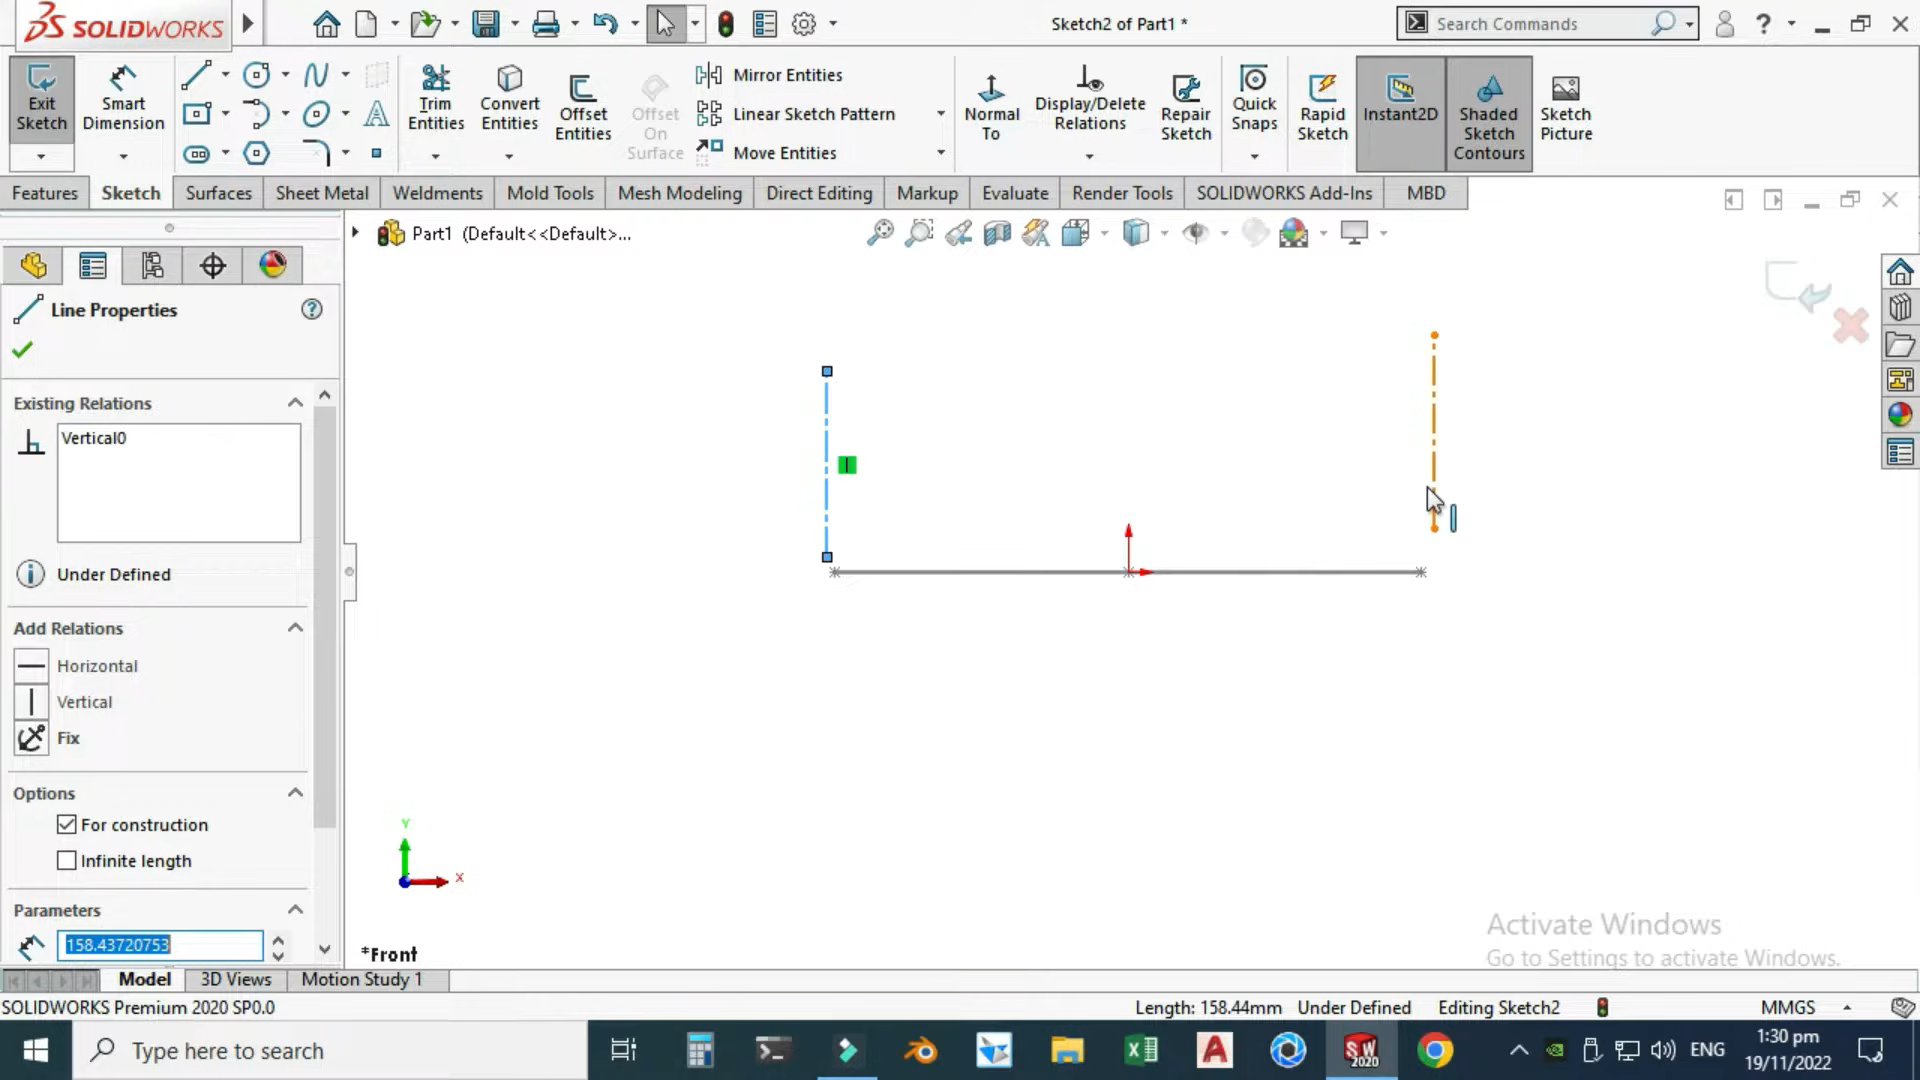 SOLIDWORKS
Sketch2 of Part1 *
Search Commands
Exit Sketch
Smart Dimension
Trim Entities
Convert Entities
Offset Entities
Offset On Surface
Mirror Entities
Linear Sketch Pattern
Move Entities
Normal To
Display/Delete Relations
Repair Sketch
Quick Snaps
Rapid Sketch
Instant2D
Shaded Sketch Contours
Sketch Picture
Features
Sketch
Surfaces
Sheet Metal
Weldments
Mold Tools
Mesh Modeling
Direct Editing
Markup
Evaluate
Render Tools
SOLIDWORKS Add-Ins
MBD
Part1 (Default<<Default>...
Line Properties
Existing Relations
Vertical0
Under Defined
Add Relations
Horizontal
Vertical
Fix
Options
For construction
Infinite length
Parameters
158.43720753
Y
X
*Front
Activate Windows
Go to Settings to activate Windows.
Model
3D Views
Motion Study 1
SOLIDWORKS Premium 2020 SP0.0
Length: 158.44mm
Under Defined
Editing Sketch2
MMGS
Type here to search
SW
2020
ENG
1:30 pm
19/11/2022